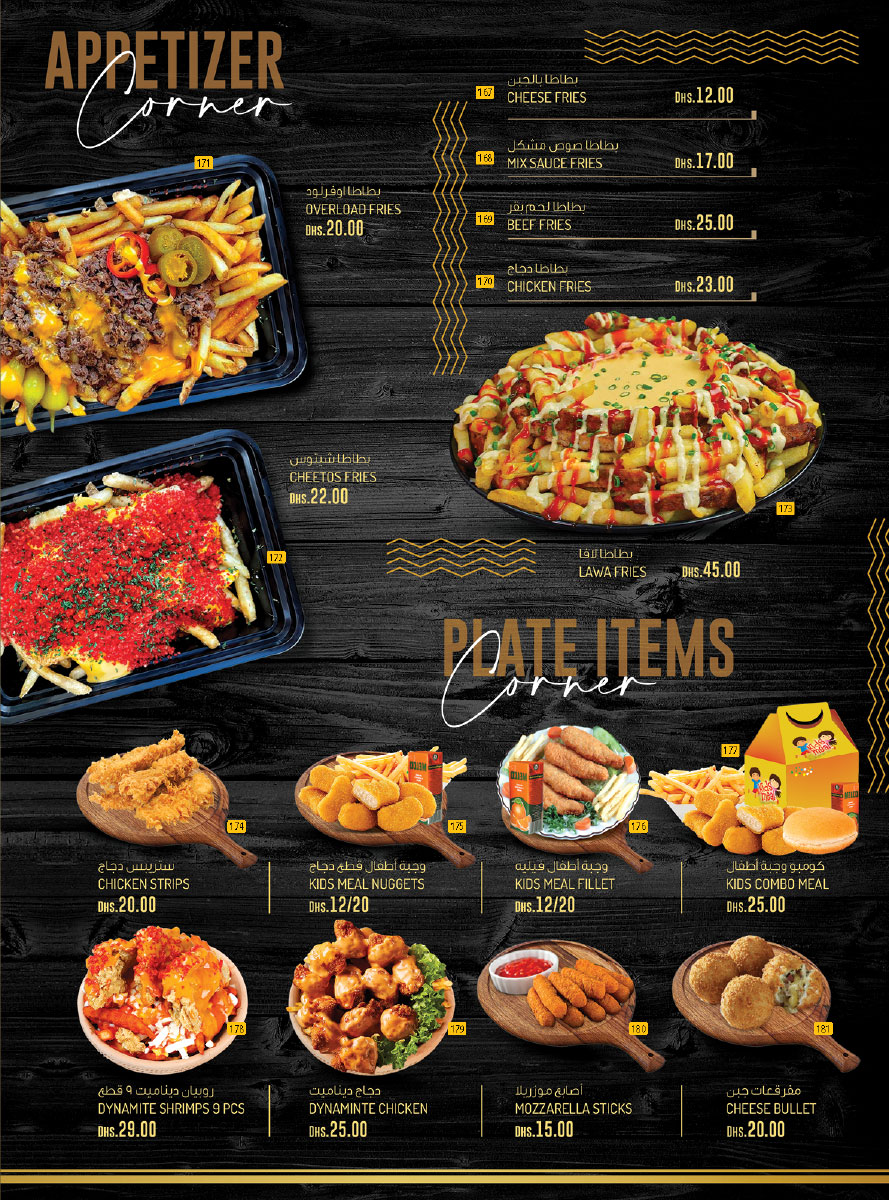 APPETIZER
Corner
171
بطاطا اوفرلود
OVERLOAD FRIES
DHS.20.00
167
بطاطا بالجبن
CHEESE FRIES
DHS.12.00
168
بطاطا صوص مشكل
MIX SAUCE FRIES
DHS.17.00
169
بطاطا لحم بقر
BEEF FRIES
DHS.25.00
170
بطاطا دجاج
CHICKEN FRIES
DHS.23.00
بطاطا شيتوس
CHEETOS FRIES
DHS.22.00
172
173
بطاطا لافا
LAWA FRIES
DHS.45.00
PLATE ITEMS
Corner
174
ستريبس دجاج
CHICKEN STRIPS
DHS.20.00
175
وجبة أطفال قطع دجاج
KIDS MEAL NUGGETS
DHS.12/20
176
وجبة أطفال فيليه
KIDS MEAL FILLET
DHS.12/20
177
كومبو وجبة أطفال
KIDS COMBO MEAL
DHS.25.00
178
روبيان ديناميت ٩ قطع
DYNAMITE SHRIMPS 9 PCS
DHS.29.00
179
دجاج ديناميت
DYNAMINTE CHICKEN
DHS.25.00
180
أصابع موزريلا
MOZZARELLA STICKS
DHS.15.00
181
مفرقعات جبن
CHEESE BULLET
DHS.20.00